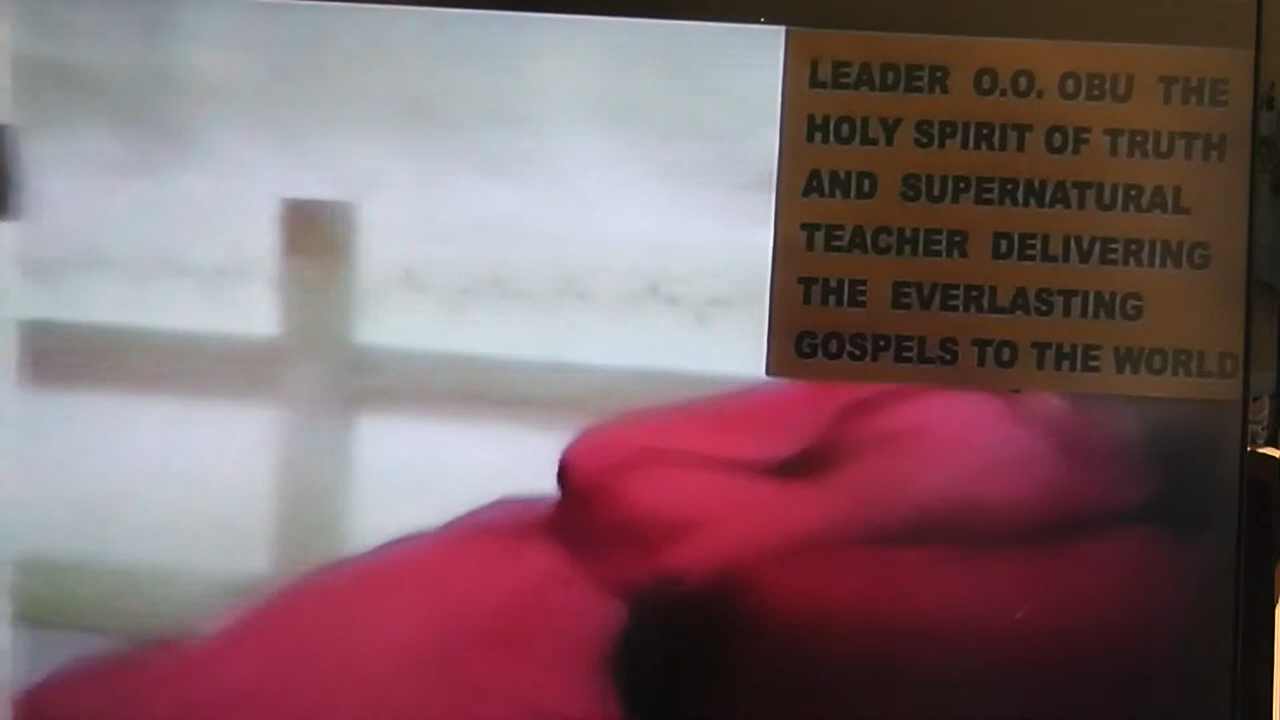 LEADER O.O. OBU THE
HOLY SPIRIT OF TRUTH
AND SUPERNATURAL
TEACHER DELIVERING
THE EVERLASTING
GOSPELS TO THE WORLD